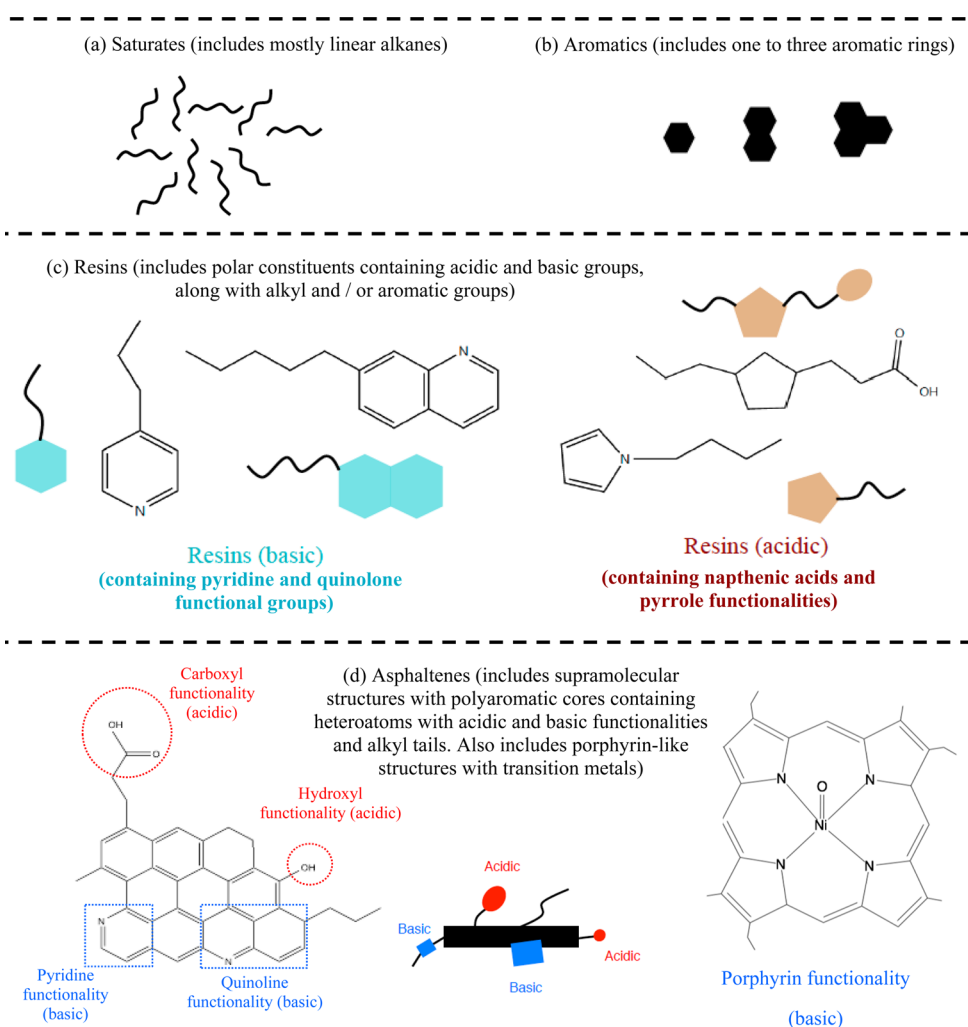 (a) Saturates (includes mostly linear alkanes)
(b) Aromatics (includes one to three aromatic rings)
(c) Resins (includes polar constituents containing acidic and basic groups,
along with alkyl and / or aromatic groups)
N
O
OH
N
N
Resins (basic)
(containing pyridine and quinolone
functional groups)
Resins (acidic)
(containing napthenic acids and
pyrrole functionalities)
(d) Asphaltenes (includes supramolecular
structures with polyaromatic cores containing
heteroatoms with acidic and basic functionalities
and alkyl tails. Also includes porphyrin-like
structures with transition metals)
Carboxyl
functionality
(acidic)
OH
O
Hydroxyl
functionality (acidic)
OH
N
N
Pyridine
functionality
(basic)
Quinoline
functionality (basic)
Acidic
Basic
Basic
Acidic
N
O
N
Ni
N
N
Porphyrin functionality
(basic)